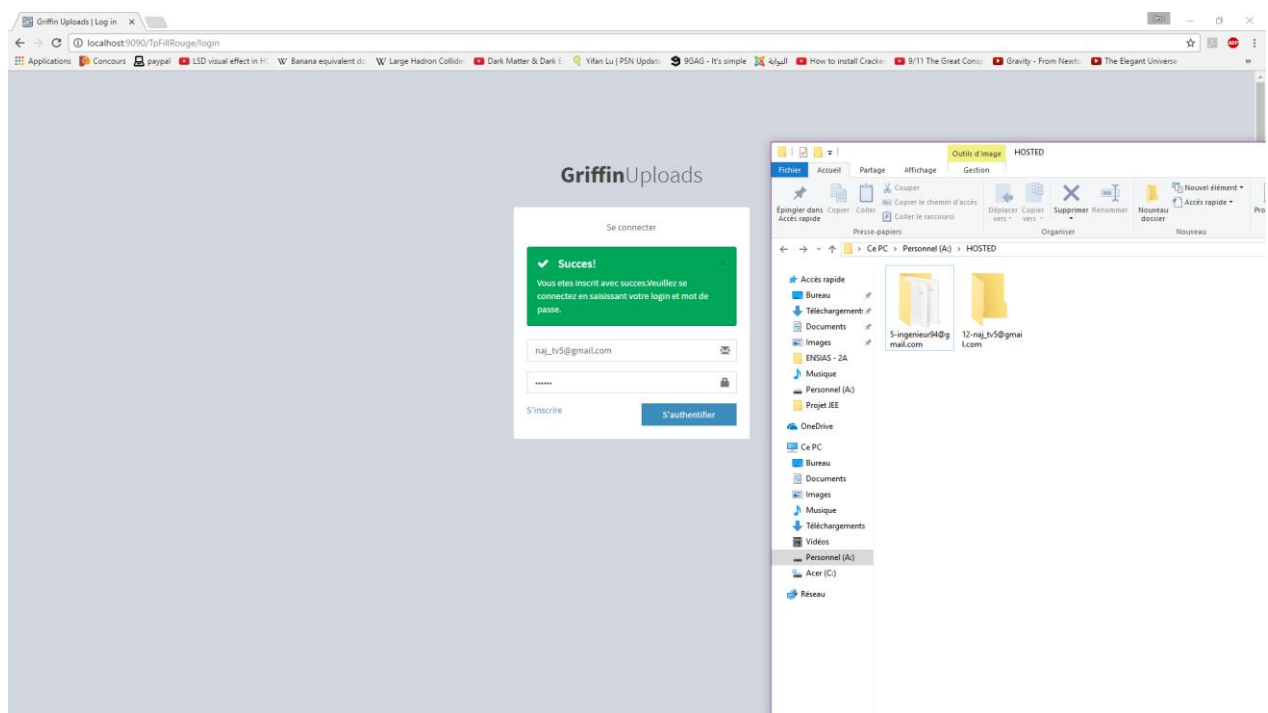 Griffin Uploads | Log in
localhost:9090/TpFillRouge/login
Applications Concours paypal LSD visual effect in H Banana equivalent do Large Hadron Collide Dark Matter & Dark E Yifan Lu | PSN Update 9GAG - It's simple البوابة How to install Cracke 9/11 The Great Consp Gravity - From Newto The Elegant Universe
GriffinUploads
Se connecter
Succes!
Vous etes inscrit avec succes.Veuillez se
connectez en saisissant votre login et mot de
passe.
naj_tv5@gmail.com
••••••
S'inscrire
S'authentifier
Outils d'image HOSTED
Fichier Accueil Partage Affichage Gestion
Épingler dans
Accès rapide
Copier
Coller
Couper
Copier le chemin d'accès
Coller le raccourci
Déplacer
vers
Copier
vers
Supprimer
Renommer
Nouveau
dossier
Nouvel élément
Accès rapide
Pro
Presse-papiers
Organiser
Nouveau
Ce PC > Personnel (A:) > HOSTED
Accès rapide
Bureau
Téléchargement
Documents
Images
ENSIAS - 2A
Musique
Personnel (A:)
Projet JEE
OneDrive
Ce PC
Bureau
Documents
Images
Musique
Téléchargements
Vidéos
Personnel (A:)
Acer (C:)
Réseau
5-ingenieur94@g
mail.com
12-naj_tv5@gmai
l.com